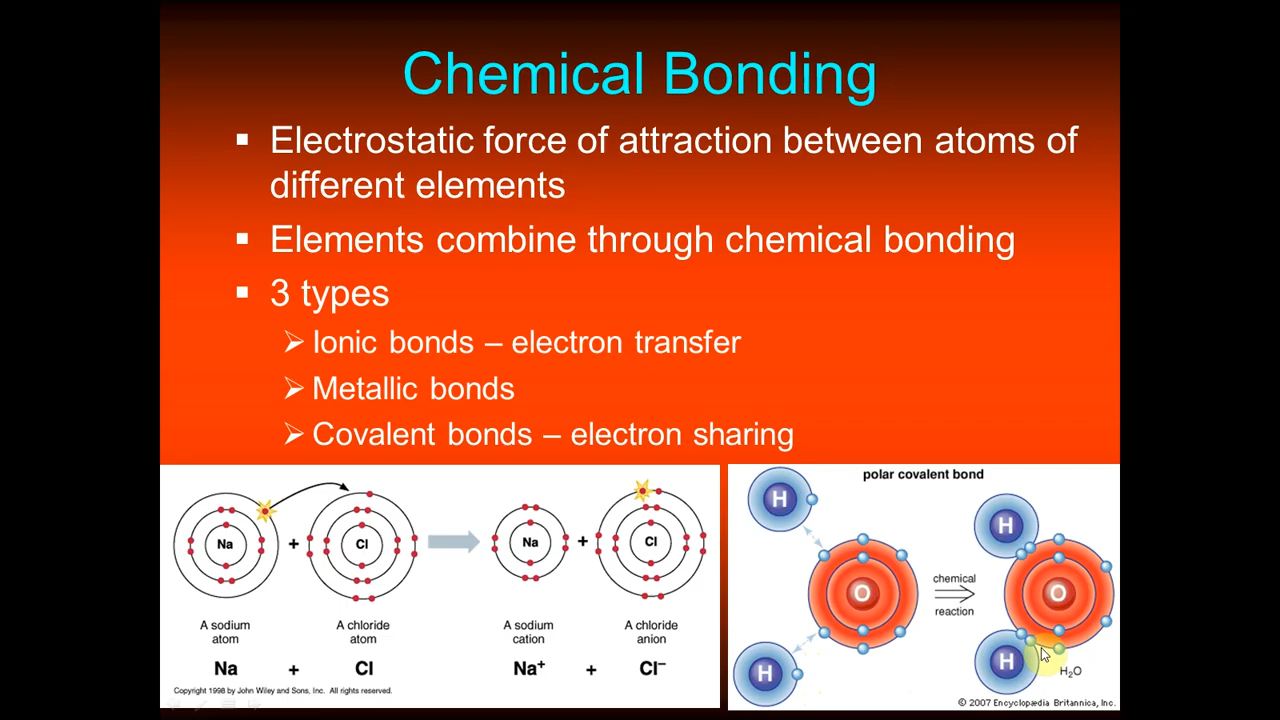 Chemical Bonding
▪ Electrostatic force of attraction between atoms of
different elements
▪ Elements combine through chemical bonding
▪ 3 types
➢ Ionic bonds – electron transfer
➢ Metallic bonds
➢ Covalent bonds – electron sharing
Na + Cl Na + Cl
A sodium atom A chloride atom A sodium cation A chloride anion
Na + Cl Na⁺ + Cl⁻
Copyright 1998 by John Wiley and Sons, Inc. All rights reserved.
polar covalent bond
H H
O chemical reaction O
H H
H₂O
© 2007 Encyclopædia Britannica, Inc.